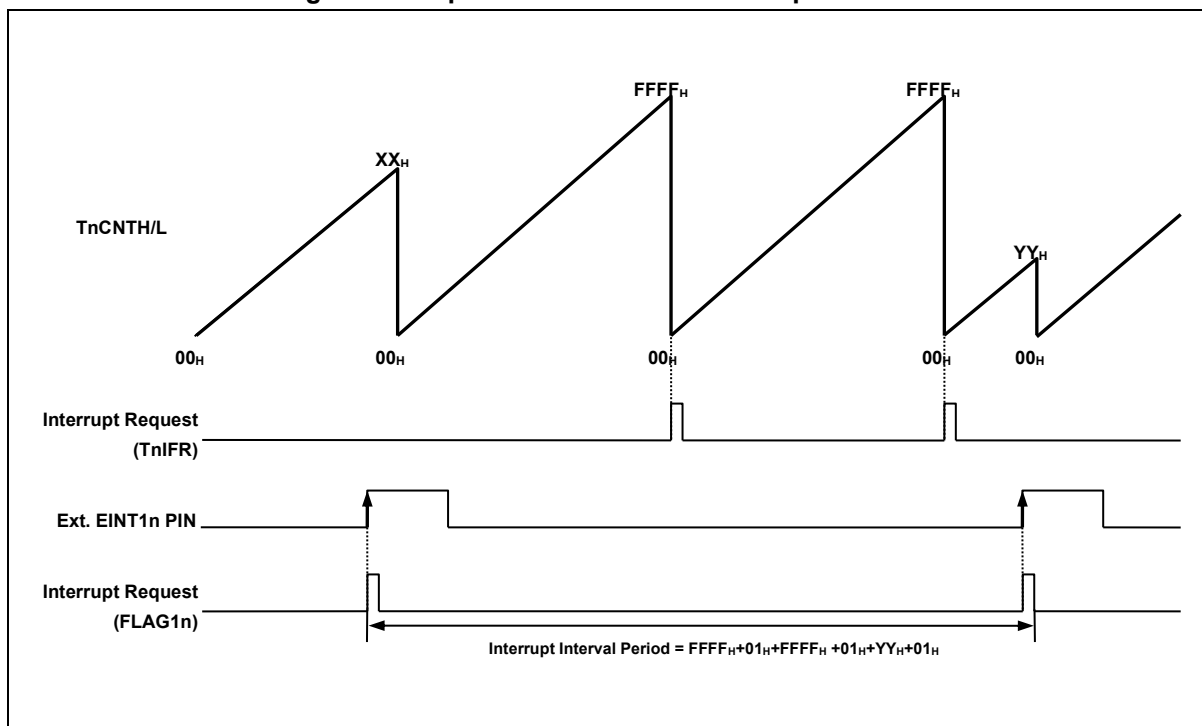 FFFFH FFFFH
XXH
TnCNTH/L
YYH
00H 00H 00H 00H 00H
Interrupt Request
(TnIFR)
Ext. EINT1n PIN
Interrupt Request
(FLAG1n)
Interrupt Interval Period = FFFFH+01H+FFFFH +01H+YYH+01H